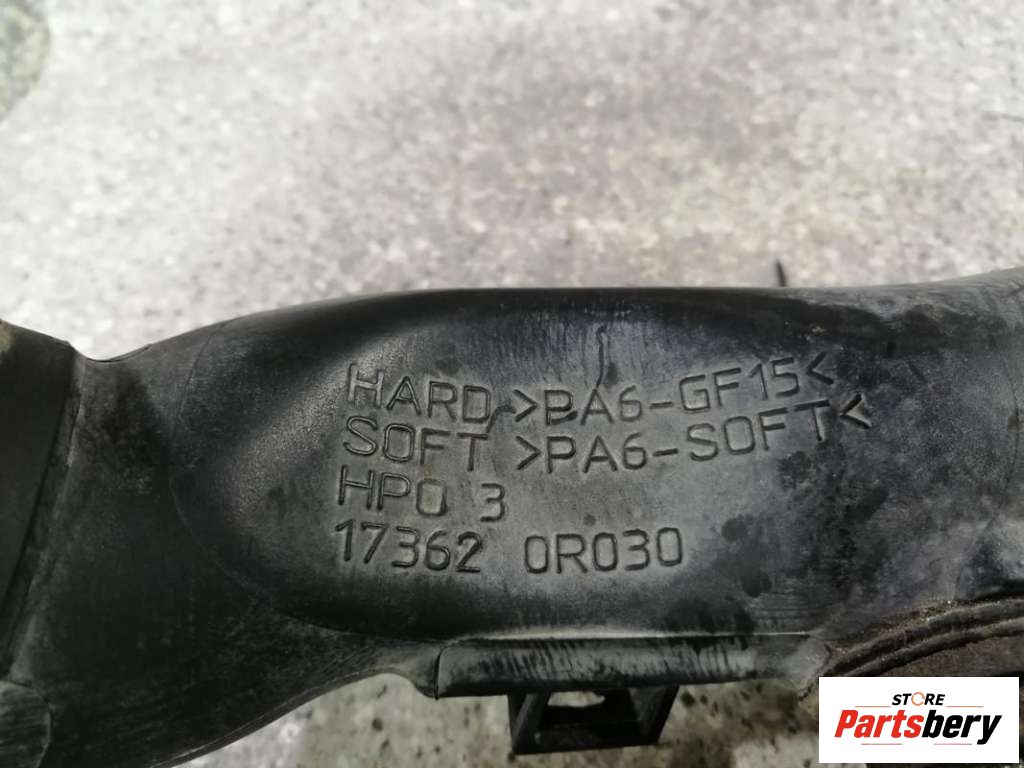 HARD >PA6-GF15<
SOFT >PA6-SOFT<
HPO 3
17362 0R030
STORE
Partsbery